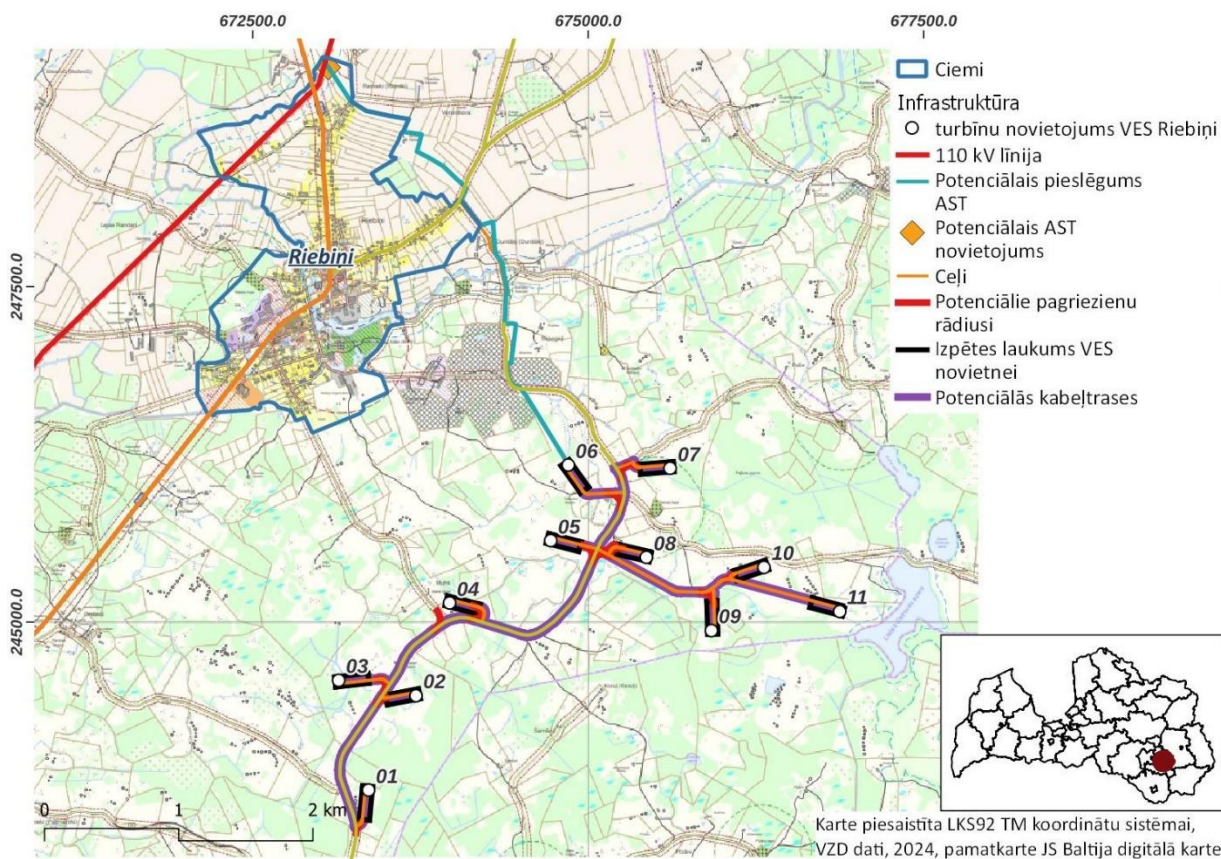 672500.0
675000.0
677500.0
247500.0
245000.0
Riebiņi
06
07
05
08
10
04
11
09
03
02
01
0
1
2 km
Ciemi
Infrastruktūra
turbīnu novietojums VES Riebiņi
110 kV līnija
Potenciālais pieslēgums
AST
Potenciālais AST
novietojums
Ceļi
Potenciālie pagriezienu
rādiusi
Izpētes laukums VES
novietnei
Potenciālās kabeļtrases
Karte piesaistīta LKS92 TM koordinātu sistēmai,
VZD dati, 2024, pamatkarte JS Baltija digitālā karte